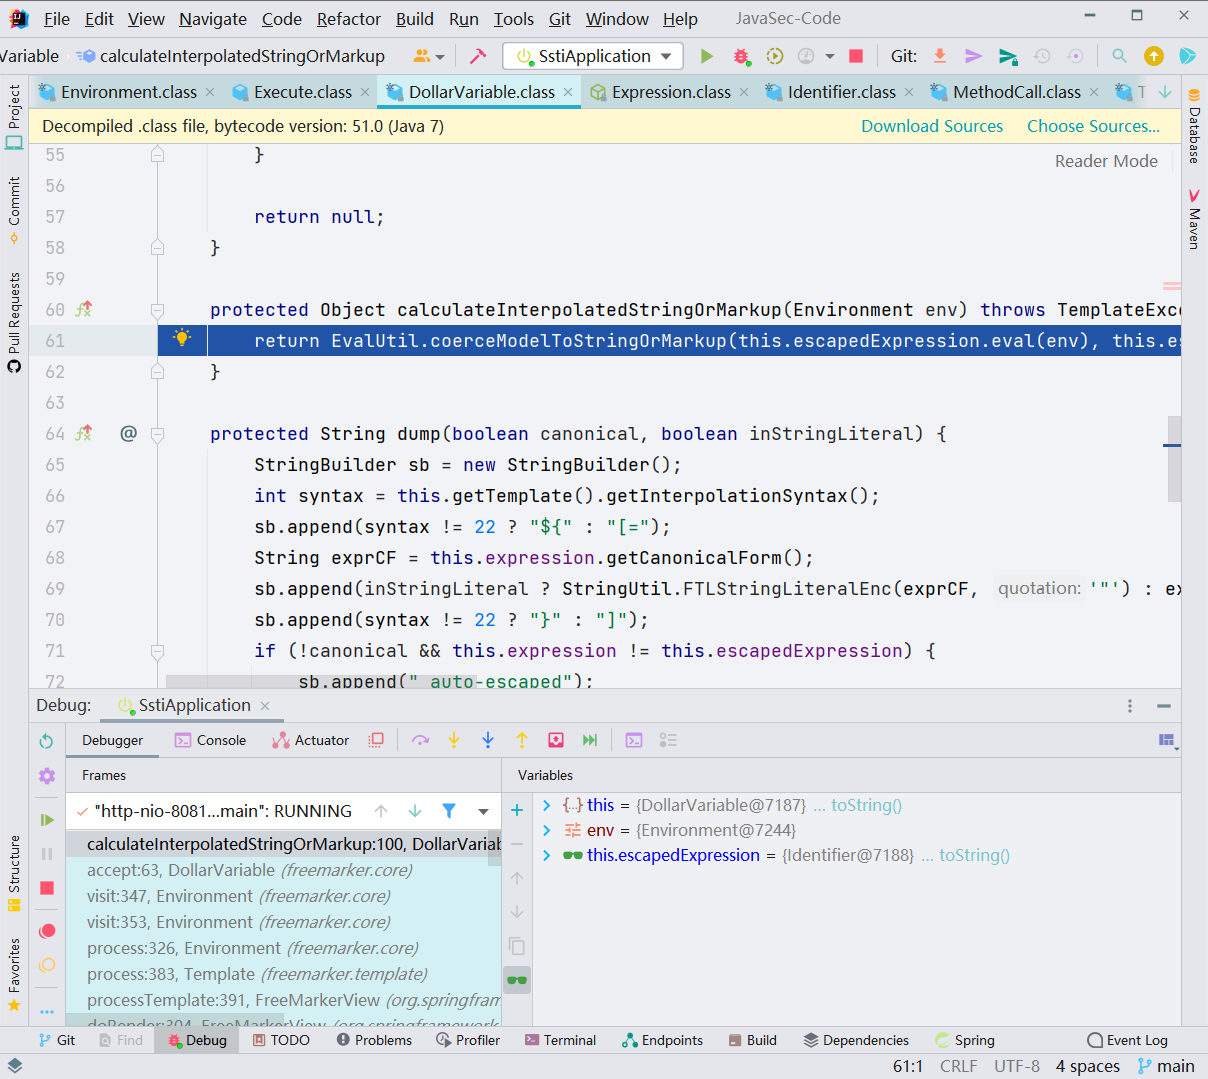 File Edit View Navigate Code Refactor Build Run Tools Git Window Help JavaSec-Code
Variable calculateInterpolatedStringOrMarkup SstiApplication Git:
Environment.class Execute.class DollarVariable.class Expression.class Identifier.class MethodCall.class T
Decompiled .class file, bytecode version: 51.0 (Java 7) Download Sources Choose Sources...
Reader Mode
55 }
56
57 return null;
58 }
59
60 protected Object calculateInterpolatedStringOrMarkup(Environment env) throws TemplateExce
61 return EvalUtil.coerceModelToStringOrMarkup(this.escapedExpression.eval(env), this.es
62 }
63
64 @ protected String dump(boolean canonical, boolean inStringLiteral) {
65 StringBuilder sb = new StringBuilder();
66 int syntax = this.getTemplate().getInterpolationSyntax();
67 sb.append(syntax != 22 ? "${" : "[=");
68 String exprCF = this.expression.getCanonicalForm();
69 sb.append(inStringLiteral ? StringUtil.FTLStringLiteralEnc(exprCF, quotation: '"') : ex
70 sb.append(syntax != 22 ? "}" : "]");
71 if (!canonical && this.expression != this.escapedExpression) {
72 sb.append(" auto-escaped");
Project
Commit
Pull Requests
Structure
Favorites
Database
Maven
Debug: SstiApplication
Debugger Console Actuator
Frames Variables
"http-nio-8081...main": RUNNING
calculateInterpolatedStringOrMarkup:100, DollarVariab
accept:63, DollarVariable (freemarker.core)
visit:347, Environment (freemarker.core)
visit:353, Environment (freemarker.core)
process:326, Environment (freemarker.core)
process:383, Template (freemarker.template)
processTemplate:391, FreeMarkerView (org.springfram
doRender:304, FreeMarkerView (org.springframework
this = {DollarVariable@7187} ... toString()
env = {Environment@7244}
this.escapedExpression = {Identifier@7188} ... toString()
Git Find Debug TODO Problems Profiler Terminal Endpoints Build Dependencies Spring Event Log
61:1 CRLF UTF-8 4 spaces main